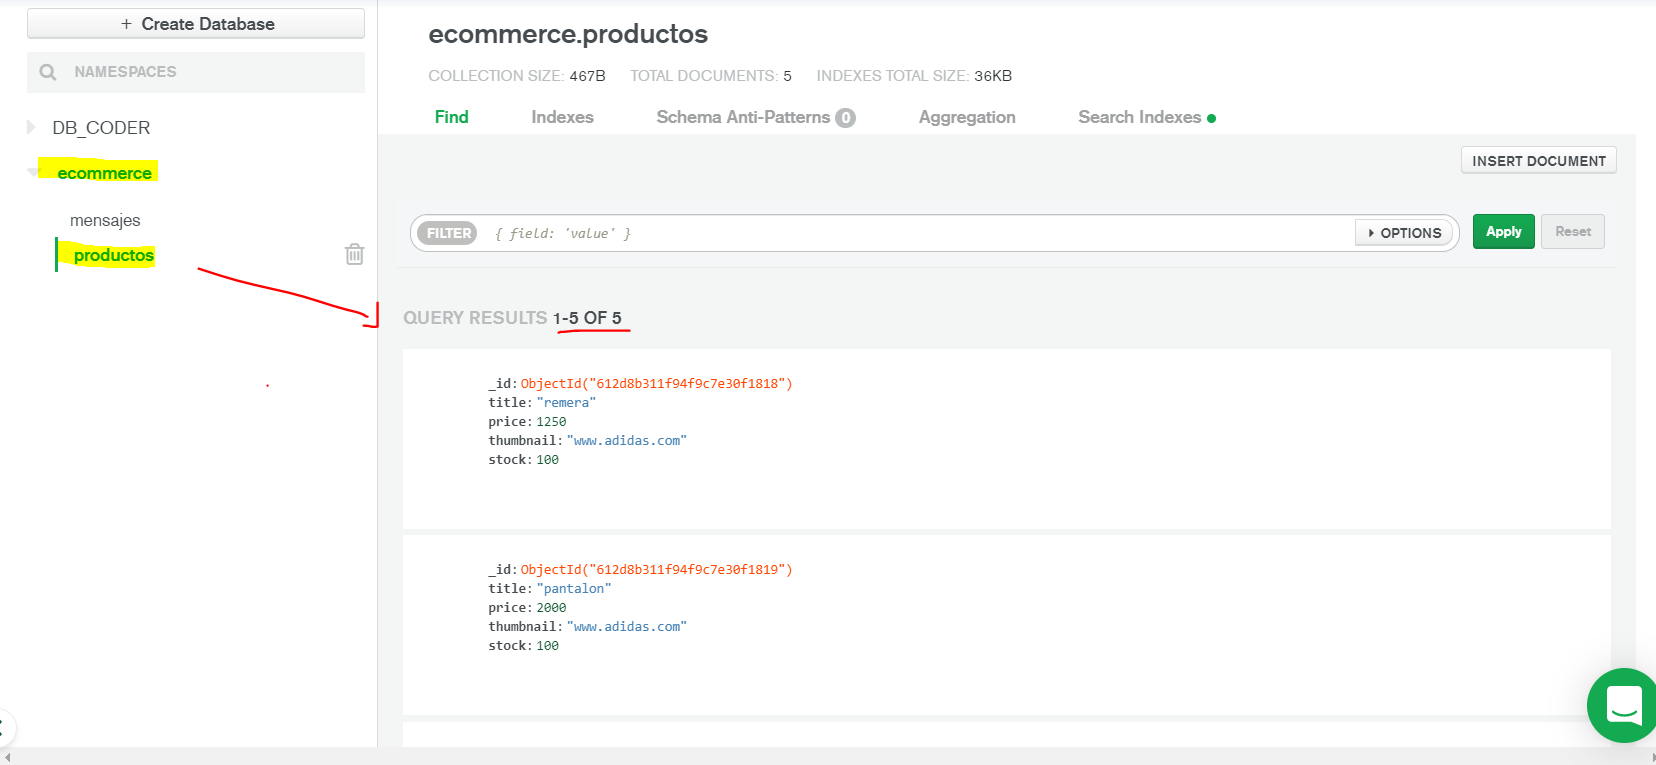 + Create Database
NAMESPACES
DB_CODER
ecommerce
mensajes
productos
ecommerce.productos
COLLECTION SIZE: 467B TOTAL DOCUMENTS: 5 INDEXES TOTAL SIZE: 36KB
Find Indexes Schema Anti-Patterns 0 Aggregation Search Indexes
INSERT DOCUMENT
FILTER { field: 'value' } OPTIONS Apply Reset
QUERY RESULTS 1-5 OF 5
_id: ObjectId("612d8b311f94f9c7e30f1818")
title: "remera"
price: 1250
thumbnail: "www.adidas.com"
stock: 100
_id: ObjectId("612d8b311f94f9c7e30f1819")
title: "pantalon"
price: 2000
thumbnail: "www.adidas.com"
stock: 100